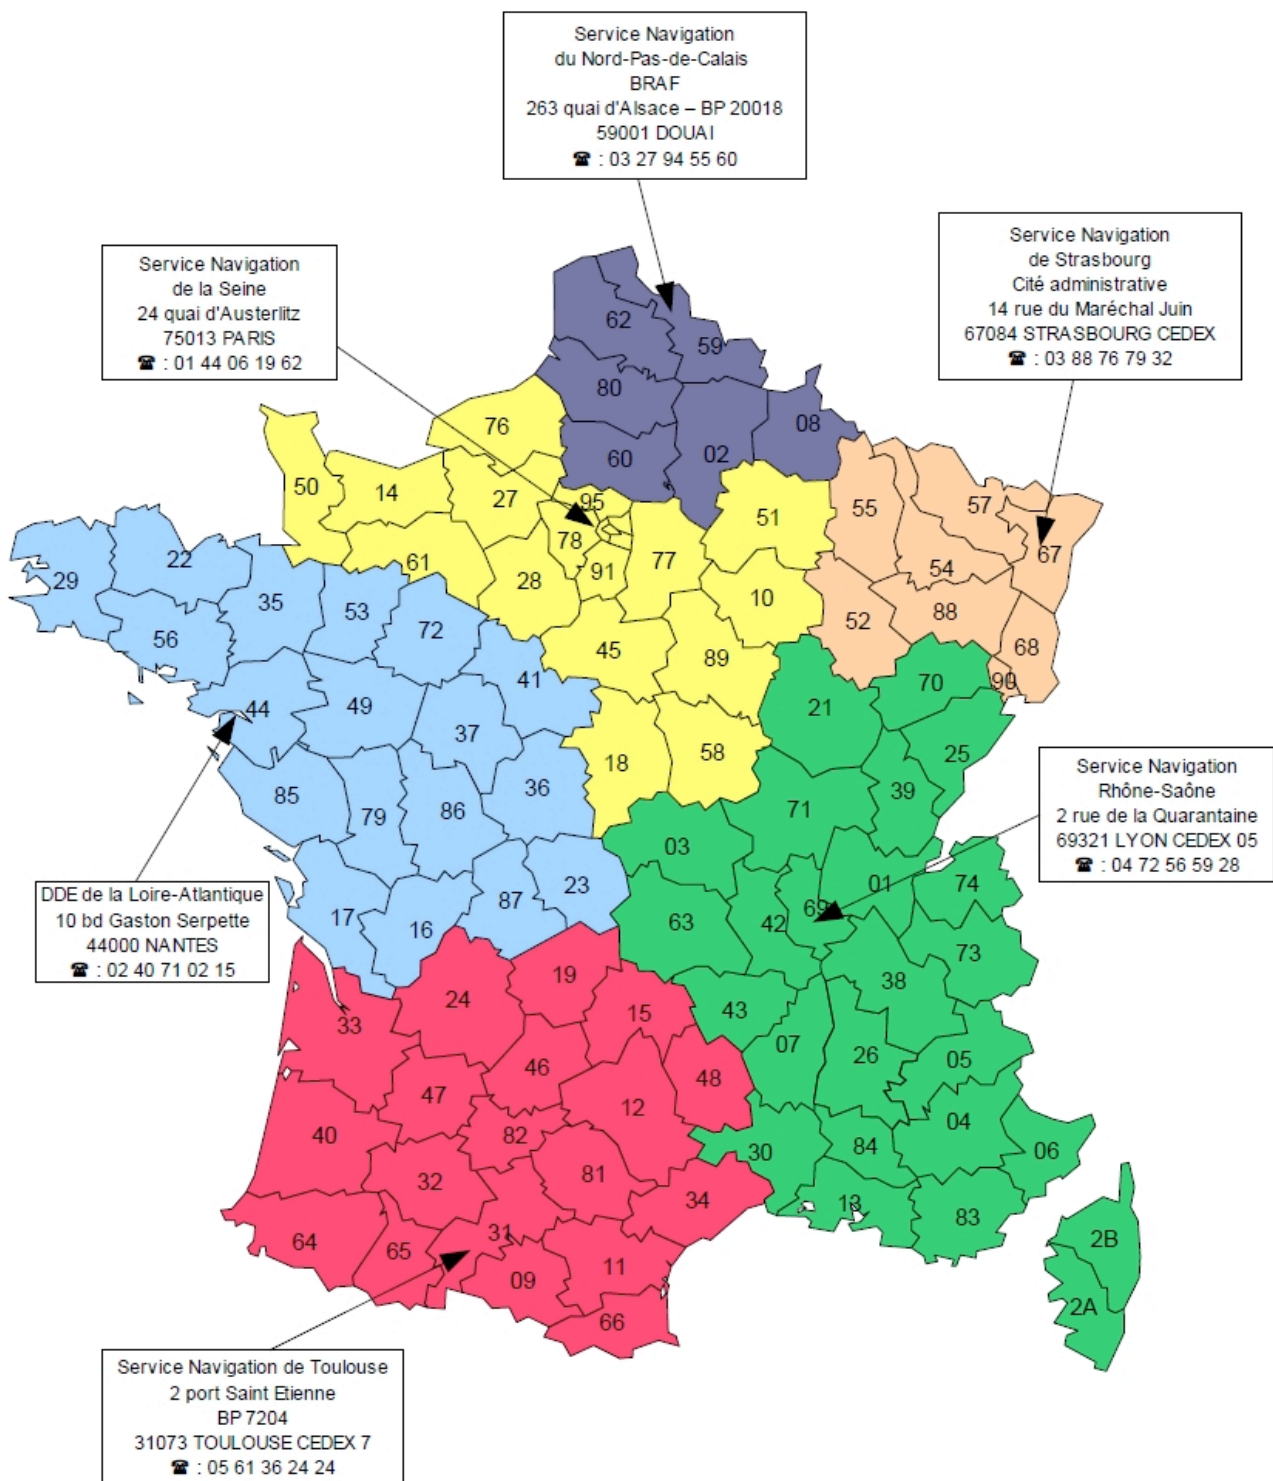 Service Navigation
du Nord-Pas-de-Calais
BRAF
263 quai d'Alsace – BP 20018
59001 DOUAI
☎ : 03 27 94 55 60
Service Navigation
de Strasbourg
Cité administrative
14 rue du Maréchal Juin
67084 STRASBOURG CEDEX
☎ : 03 88 76 79 32
Service Navigation
de la Seine
24 quai d'Austerlitz
75013 PARIS
☎ : 01 44 06 19 62
62
59
80
08
76
60
02
50
14
27
95
51
55
57
78
67
61
91
77
54
28
10
29
22
35
53
72
52
88
56
45
89
68
41
90
70
44
49
21
37
18
58
25
36
85
79
86
39
71
03
87
23
01
74
17
16
63
42
69
73
19
24
38
33
15
43
07
26
05
46
48
47
12
40
82
04
30
84
06
32
81
34
13
83
64
65
31
2B
09
11
2A
66
Service Navigation
Rhône-Saône
2 rue de la Quarantaine
69321 LYON CEDEX 05
☎ : 04 72 56 59 28
DDE de la Loire-Atlantique
10 bd Gaston Serpette
44000 NANTES
☎ : 02 40 71 02 15
Service Navigation de Toulouse
2 port Saint Etienne
BP 7204
31073 TOULOUSE CEDEX 7
☎ : 05 61 36 24 24